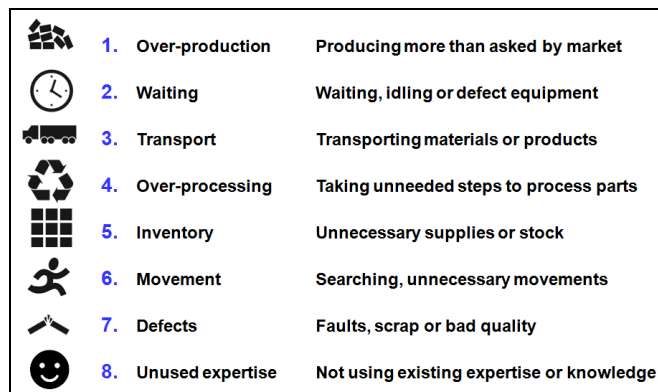 1. Over-production Producing more than asked by market
2. Waiting Waiting, idling or defect equipment
3. Transport Transporting materials or products
4. Over-processing Taking unneeded steps to process parts
5. Inventory Unnecessary supplies or stock
6. Movement Searching, unnecessary movements
7. Defects Faults, scrap or bad quality
8. Unused expertise Not using existing expertise or knowledge